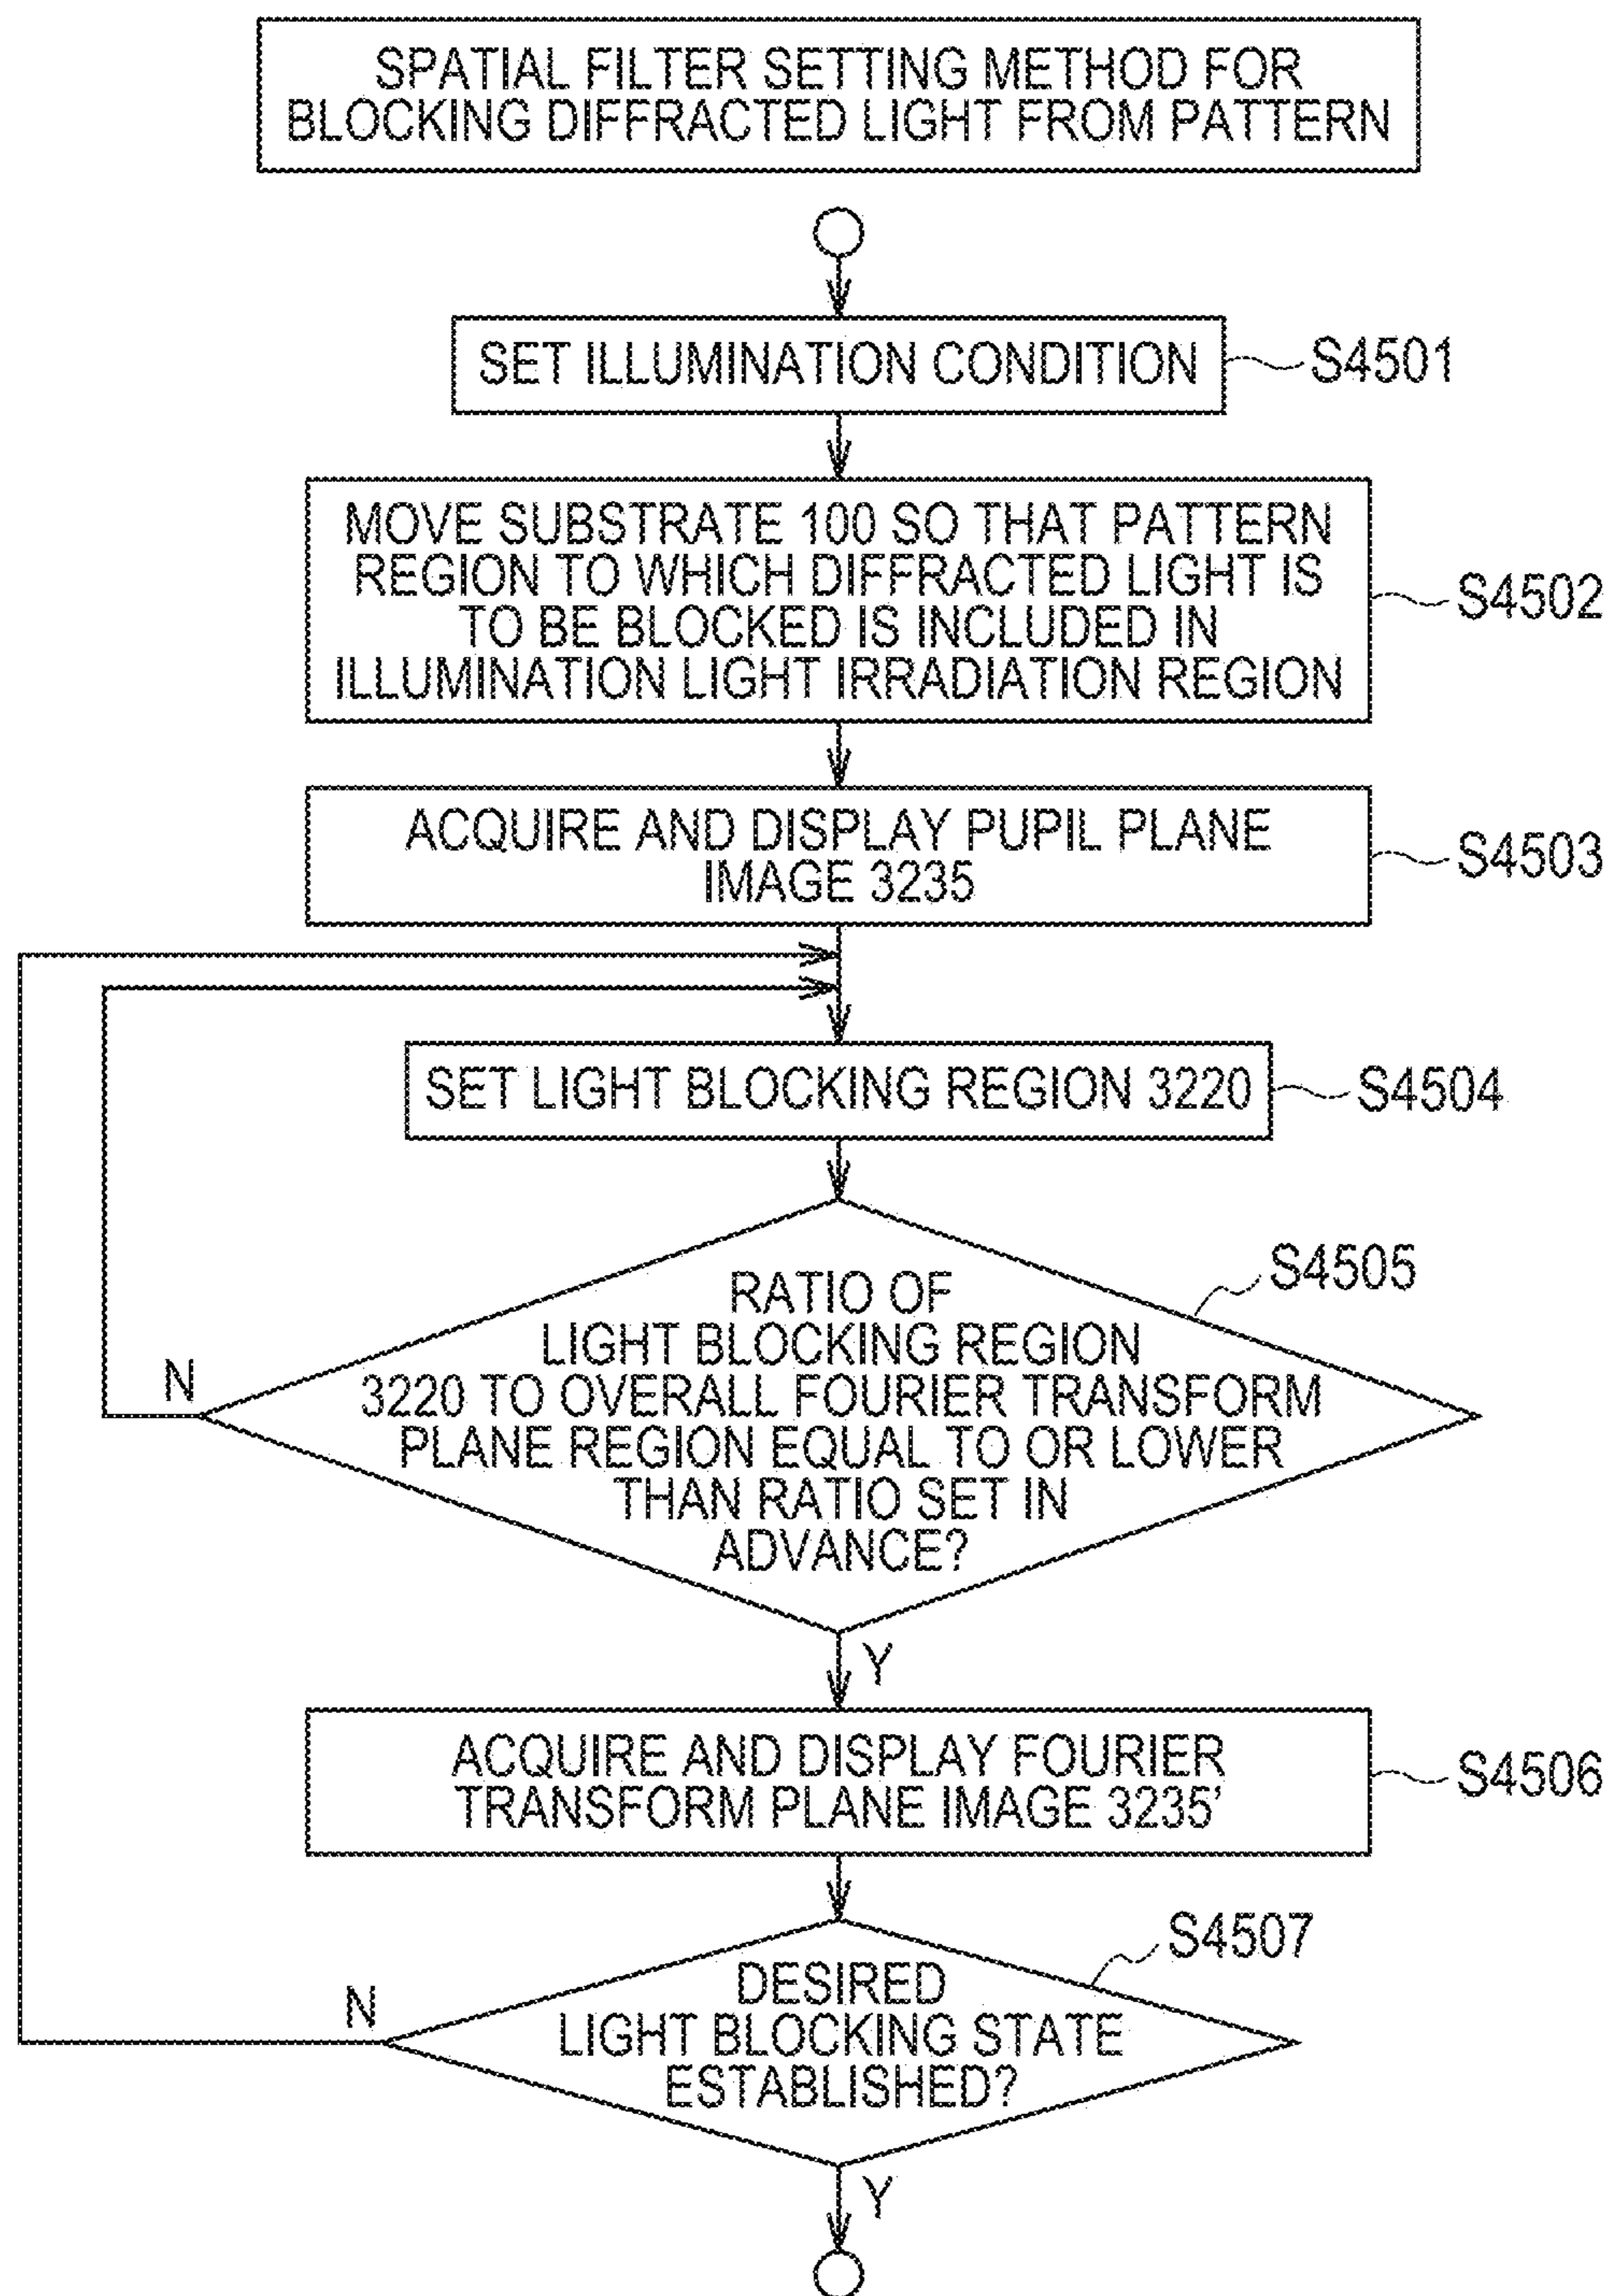 SPATIAL FILTER SETTING METHOD FOR
BLOCKING DIFFRACTED LIGHT FROM PATTERN
SET ILLUMINATION CONDITION
S4501
MOVE SUBSTRATE 100 SO THAT PATTERN
REGION TO WHICH DIFFRACTED LIGHT IS
TO BE BLOCKED IS INCLUDED IN
ILLUMINATION LIGHT IRRADIATION REGION
S4502
ACQUIRE AND DISPLAY PUPIL PLANE
IMAGE 3235
S4503
SET LIGHT BLOCKING REGION 3220
S4504
RATIO OF
LIGHT BLOCKING REGION
3220 TO OVERALL FOURIER TRANSFORM
PLANE REGION EQUAL TO OR LOWER
THAN RATIO SET IN
ADVANCE?
S4505
N
Y
ACQUIRE AND DISPLAY FOURIER
TRANSFORM PLANE IMAGE 3235'
S4506
DESIRED
LIGHT BLOCKING STATE
ESTABLISHED?
S4507
N
Y